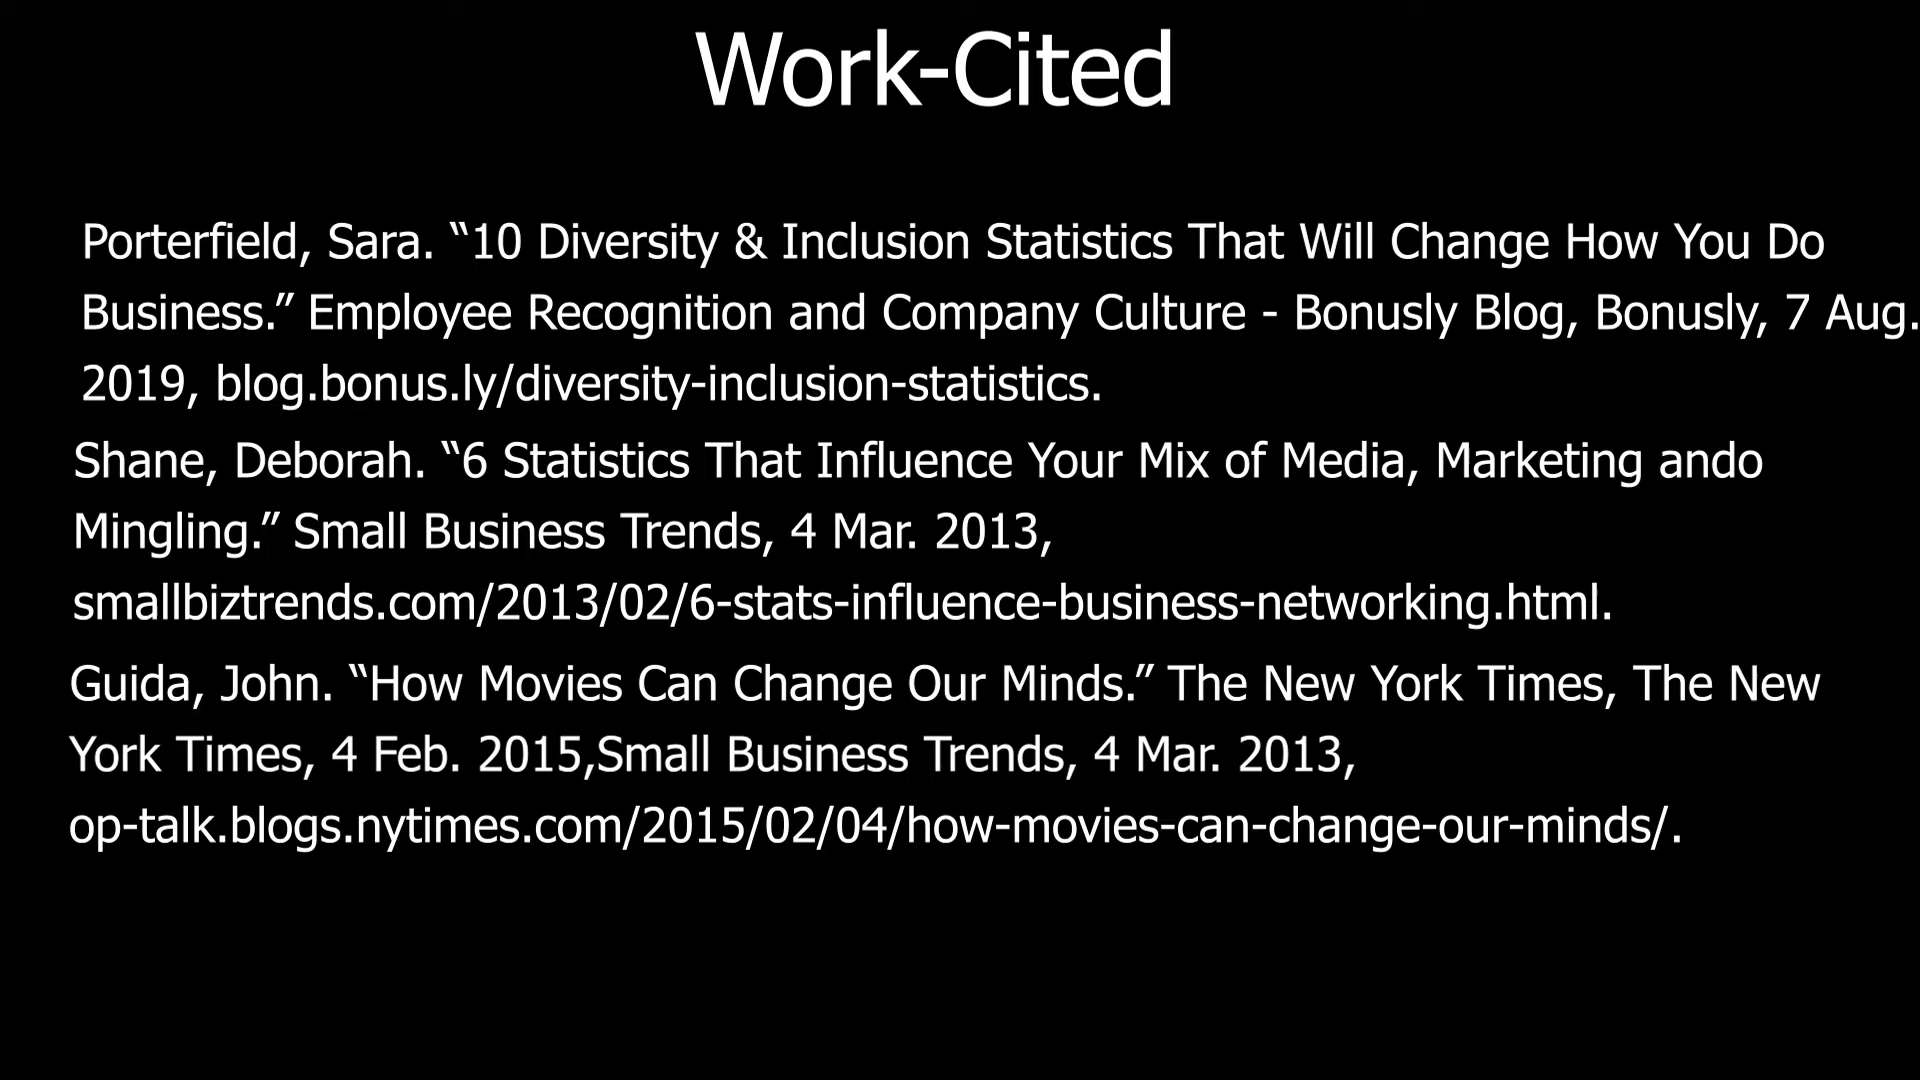 Work-Cited
Porterfield, Sara. “10 Diversity & Inclusion Statistics That Will Change How You Do
Business.” Employee Recognition and Company Culture - Bonusly Blog, Bonusly, 7 Aug.
2019, blog.bonus.ly/diversity-inclusion-statistics.
Shane, Deborah. “6 Statistics That Influence Your Mix of Media, Marketing ando
Mingling.” Small Business Trends, 4 Mar. 2013,
smallbiztrends.com/2013/02/6-stats-influence-business-networking.html.
Guida, John. “How Movies Can Change Our Minds.” The New York Times, The New
York Times, 4 Feb. 2015,Small Business Trends, 4 Mar. 2013,
op-talk.blogs.nytimes.com/2015/02/04/how-movies-can-change-our-minds/.